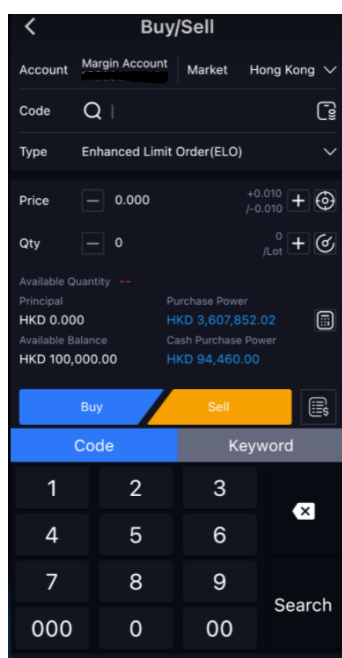 Buy/Sell
Account Margin Account Market Hong Kong
Code
Type Enhanced Limit Order(ELO)
Price 0.000 +0.010
/-0.010
Qty 0 0
/Lot
Available Quantity --
Principal Purchase Power
HKD 0.000 HKD 3,607,852.02
Available Balance Cash Purchase Power
HKD 100,000.00 HKD 94,460.00
Buy Sell
Code Keyword
1 2 3
4 5 6
7 8 9
Search
000 0 00